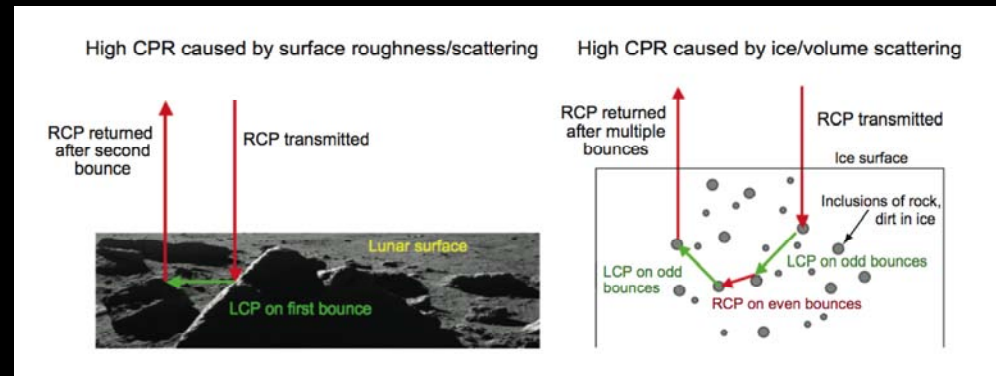 High CPR caused by surface roughness/scattering
RCP returned
after second
bounce
RCP transmitted
Lunar surface
LCP on first bounce
High CPR caused by ice/volume scattering
RCP returned
after multiple
bounces
RCP transmitted
Ice surface
Inclusions of rock,
dirt in ice
LCP on odd
bounces
LCP on odd bounces
RCP on even bounces